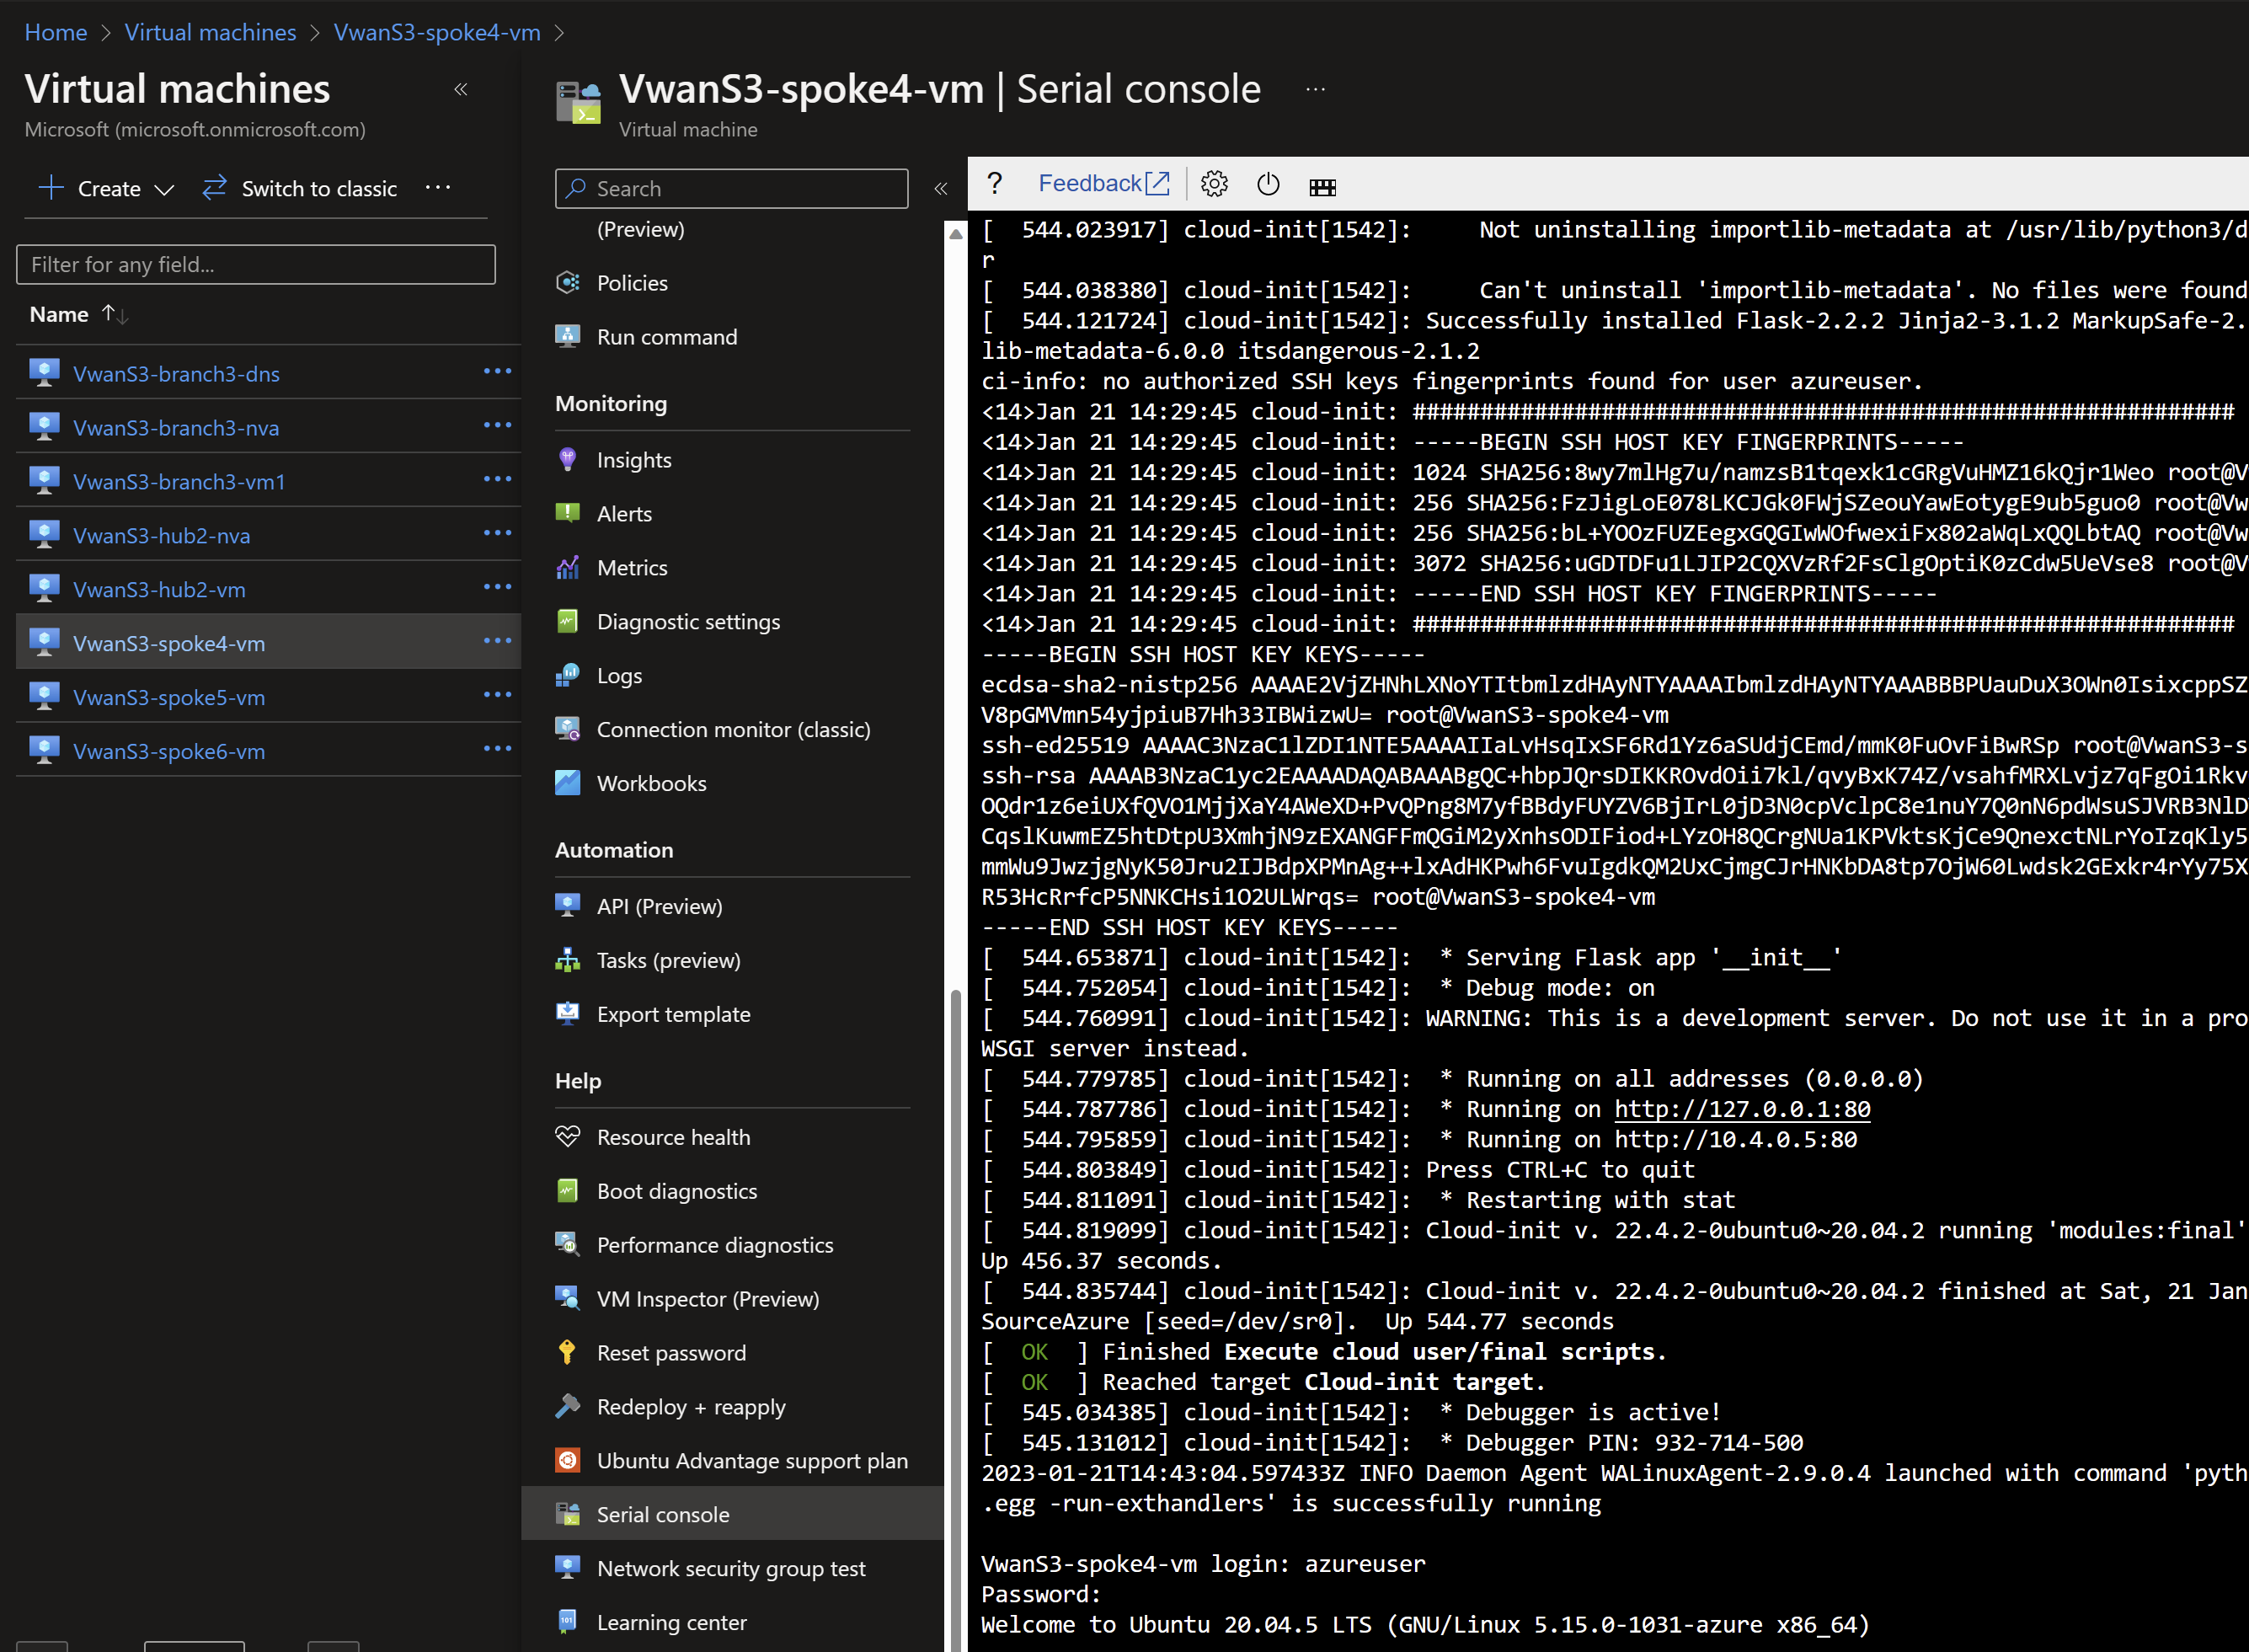 Home > Virtual machines > VwanS3-spoke4-vm >
Virtual machines
Microsoft (microsoft.onmicrosoft.com)
Create
Switch to classic
Filter for any field...
Name
VwanS3-branch3-dns
VwanS3-branch3-nva
VwanS3-branch3-vm1
VwanS3-hub2-nva
VwanS3-hub2-vm
VwanS3-spoke4-vm
VwanS3-spoke5-vm
VwanS3-spoke6-vm
VwanS3-spoke4-vm | Serial console
Virtual machine
Search
(Preview)
Policies
Run command
Monitoring
Insights
Alerts
Metrics
Diagnostic settings
Logs
Connection monitor (classic)
Workbooks
Automation
API (Preview)
Tasks (preview)
Export template
Help
Resource health
Boot diagnostics
Performance diagnostics
VM Inspector (Preview)
Reset password
Redeploy + reapply
Ubuntu Advantage support plan
Serial console
Network security group test
Learning center
? Feedback
[  544.023917] cloud-init[1542]:     Not uninstalling importlib-metadata at /usr/lib/python3/d
r
[  544.038380] cloud-init[1542]:     Can't uninstall 'importlib-metadata'. No files were found
[  544.121724] cloud-init[1542]: Successfully installed Flask-2.2.2 Jinja2-3.1.2 MarkupSafe-2.
lib-metadata-6.0.0 itsdangerous-2.1.2
ci-info: no authorized SSH keys fingerprints found for user azureuser.
<14>Jan 21 14:29:45 cloud-init: #############################################################
<14>Jan 21 14:29:45 cloud-init: -----BEGIN SSH HOST KEY FINGERPRINTS-----
<14>Jan 21 14:29:45 cloud-init: 1024 SHA256:8wy7mlHg7u/namzsB1tqexk1cGRgVuHMZ16kQjr1Weo root@V
<14>Jan 21 14:29:45 cloud-init: 256 SHA256:FzJigLoE078LKCJGk0FWjSZeouYawEotygE9ub5guo0 root@Vw
<14>Jan 21 14:29:45 cloud-init: 256 SHA256:bL+YOOzFUZEegxGQGIwWOfwexiFx802aWqLxQQLbtAQ root@Vw
<14>Jan 21 14:29:45 cloud-init: 3072 SHA256:uGDTDFu1LJIP2CQXVzRf2FsClgOptiK0zCdw5UeVse8 root@V
<14>Jan 21 14:29:45 cloud-init: -----END SSH HOST KEY FINGERPRINTS-----
<14>Jan 21 14:29:45 cloud-init: #############################################################
-----BEGIN SSH HOST KEY KEYS-----
ecdsa-sha2-nistp256 AAAAE2VjZHNhLXNoYTItbmlzdHAyNTYAAAAIbmlzdHAyNTYAAABBBPUauDuX3OWn0IsixcppSZ
V8pGMVmn54yjpiuB7Hh33IBWizwU= root@VwanS3-spoke4-vm
ssh-ed25519 AAAAC3NzaC1lZDI1NTE5AAAAIIaLvHsqIxSF6Rd1Yz6aSUdjCEmd/mmK0FuOvFiBwRSp root@VwanS3-s
ssh-rsa AAAAB3NzaC1yc2EAAAADAQABAAABgQC+hbpJQrsDIKKROvdOii7kl/qvyBxK74Z/vsahfMRXLvjz7qFgOi1Rkv
OQdr1z6eiUXfQVO1MjjXaY4AWeXD+PvQPng8M7yfBBdyFUYZV6BjIrL0jD3N0cpVclpC8e1nuY7Q0nN6pdWsuSJVRB3NlD
CqslKuwmEZ5htDtpU3XmhjN9zEXANGFFmQGiM2yXnhsODIFiod+LYzOH8QCrgNUa1KPVktsKjCe9QnexctNLrYoIzqKly5
mmWu9JwzjgNyK50Jru2IJBdpXPMnAg++lxAdHKPwh6FvuIgdkQM2UxCjmgCJrHNKbDA8tp7OjW60Lwdsk2GExkr4rYy75X
R53HcRrfcP5NNKCHsi1O2ULWrqs= root@VwanS3-spoke4-vm
-----END SSH HOST KEY KEYS-----
[  544.653871] cloud-init[1542]:  * Serving Flask app '__init__'
[  544.752054] cloud-init[1542]:  * Debug mode: on
[  544.760991] cloud-init[1542]: WARNING: This is a development server. Do not use it in a pro
WSGI server instead.
[  544.779785] cloud-init[1542]:  * Running on all addresses (0.0.0.0)
[  544.787786] cloud-init[1542]:  * Running on http://127.0.0.1:80
[  544.795859] cloud-init[1542]:  * Running on http://10.4.0.5:80
[  544.803849] cloud-init[1542]: Press CTRL+C to quit
[  544.811091] cloud-init[1542]:  * Restarting with stat
[  544.819099] cloud-init[1542]: Cloud-init v. 22.4.2-0ubuntu0~20.04.2 running 'modules:final'
Up 456.37 seconds.
[  544.835744] cloud-init[1542]: Cloud-init v. 22.4.2-0ubuntu0~20.04.2 finished at Sat, 21 Jan
SourceAzure [seed=/dev/sr0].  Up 544.77 seconds
[  OK  ] Finished Execute cloud user/final scripts.
[  OK  ] Reached target Cloud-init target.
[  545.034385] cloud-init[1542]:  * Debugger is active!
[  545.131012] cloud-init[1542]:  * Debugger PIN: 932-714-500
2023-01-21T14:43:04.597433Z INFO Daemon Agent WALinuxAgent-2.9.0.4 launched with command 'pyth
.egg -run-exthandlers' is successfully running
VwanS3-spoke4-vm login: azureuser
Password:
Welcome to Ubuntu 20.04.5 LTS (GNU/Linux 5.15.0-1031-azure x86_64)